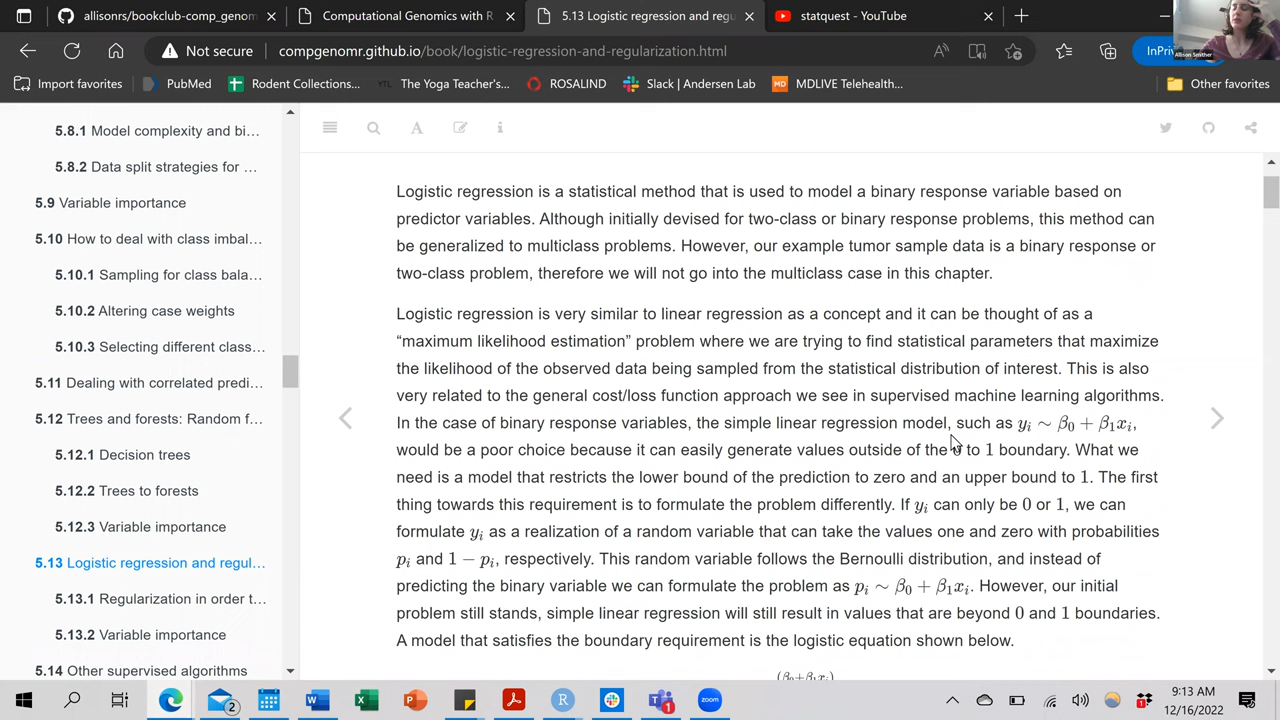 almejida/bookclub-comp_genom
Computational Genomics with R
5.13 Logistic regression and regu
statquest - YouTube
Allison Smither
Not secure
compgenomr.github.io/book/logistic-regression-and-regularization.html
InPriv
Import favorites
PubMed
Rodent Collections...
YTL
The Yoga Teacher's...
ROSALIND
Slack | Andersen Lab
MD
MDLIVE Telehealth...
Other favorites
5.8.1 Model complexity and bi...
5.8.2 Data split strategies for ...
5.9 Variable importance
5.10 How to deal with class imbal...
5.10.1 Sampling for class bala...
5.10.2 Altering case weights
5.10.3 Selecting different class...
5.11 Dealing with correlated predi...
5.12 Trees and forests: Random f...
5.12.1 Decision trees
5.12.2 Trees to forests
5.12.3 Variable importance
5.13 Logistic regression and regul...
5.13.1 Regularization in order t...
5.13.2 Variable importance
5.14 Other supervised algorithms
Logistic regression is a statistical method that is used to model a binary response variable based on
predictor variables. Although initially devised for two-class or binary response problems, this method can
be generalized to multiclass problems. However, our example tumor sample data is a binary response or
two-class problem, therefore we will not go into the multiclass case in this chapter.
Logistic regression is very similar to linear regression as a concept and it can be thought of as a
“maximum likelihood estimation” problem where we are trying to find statistical parameters that maximize
the likelihood of the observed data being sampled from the statistical distribution of interest. This is also
very related to the general cost/loss function approach we see in supervised machine learning algorithms.
In the case of binary response variables, the simple linear regression model, such as yᵢ ∼ β₀ + β₁xᵢ,
would be a poor choice because it can easily generate values outside of the 0 to 1 boundary. What we
need is a model that restricts the lower bound of the prediction to zero and an upper bound to 1. The first
thing towards this requirement is to formulate the problem differently. If yᵢ can only be 0 or 1, we can
formulate yᵢ as a realization of a random variable that can take the values one and zero with probabilities
pᵢ and 1 − pᵢ, respectively. This random variable follows the Bernoulli distribution, and instead of
predicting the binary variable we can formulate the problem as pᵢ ∼ β₀ + β₁xᵢ. However, our initial
problem still stands, simple linear regression will still result in values that are beyond 0 and 1 boundaries.
A model that satisfies the boundary requirement is the logistic equation shown below.
(β₀+β₁xᵢ)
2
1
zoom
1
9:13 AM
12/16/2022